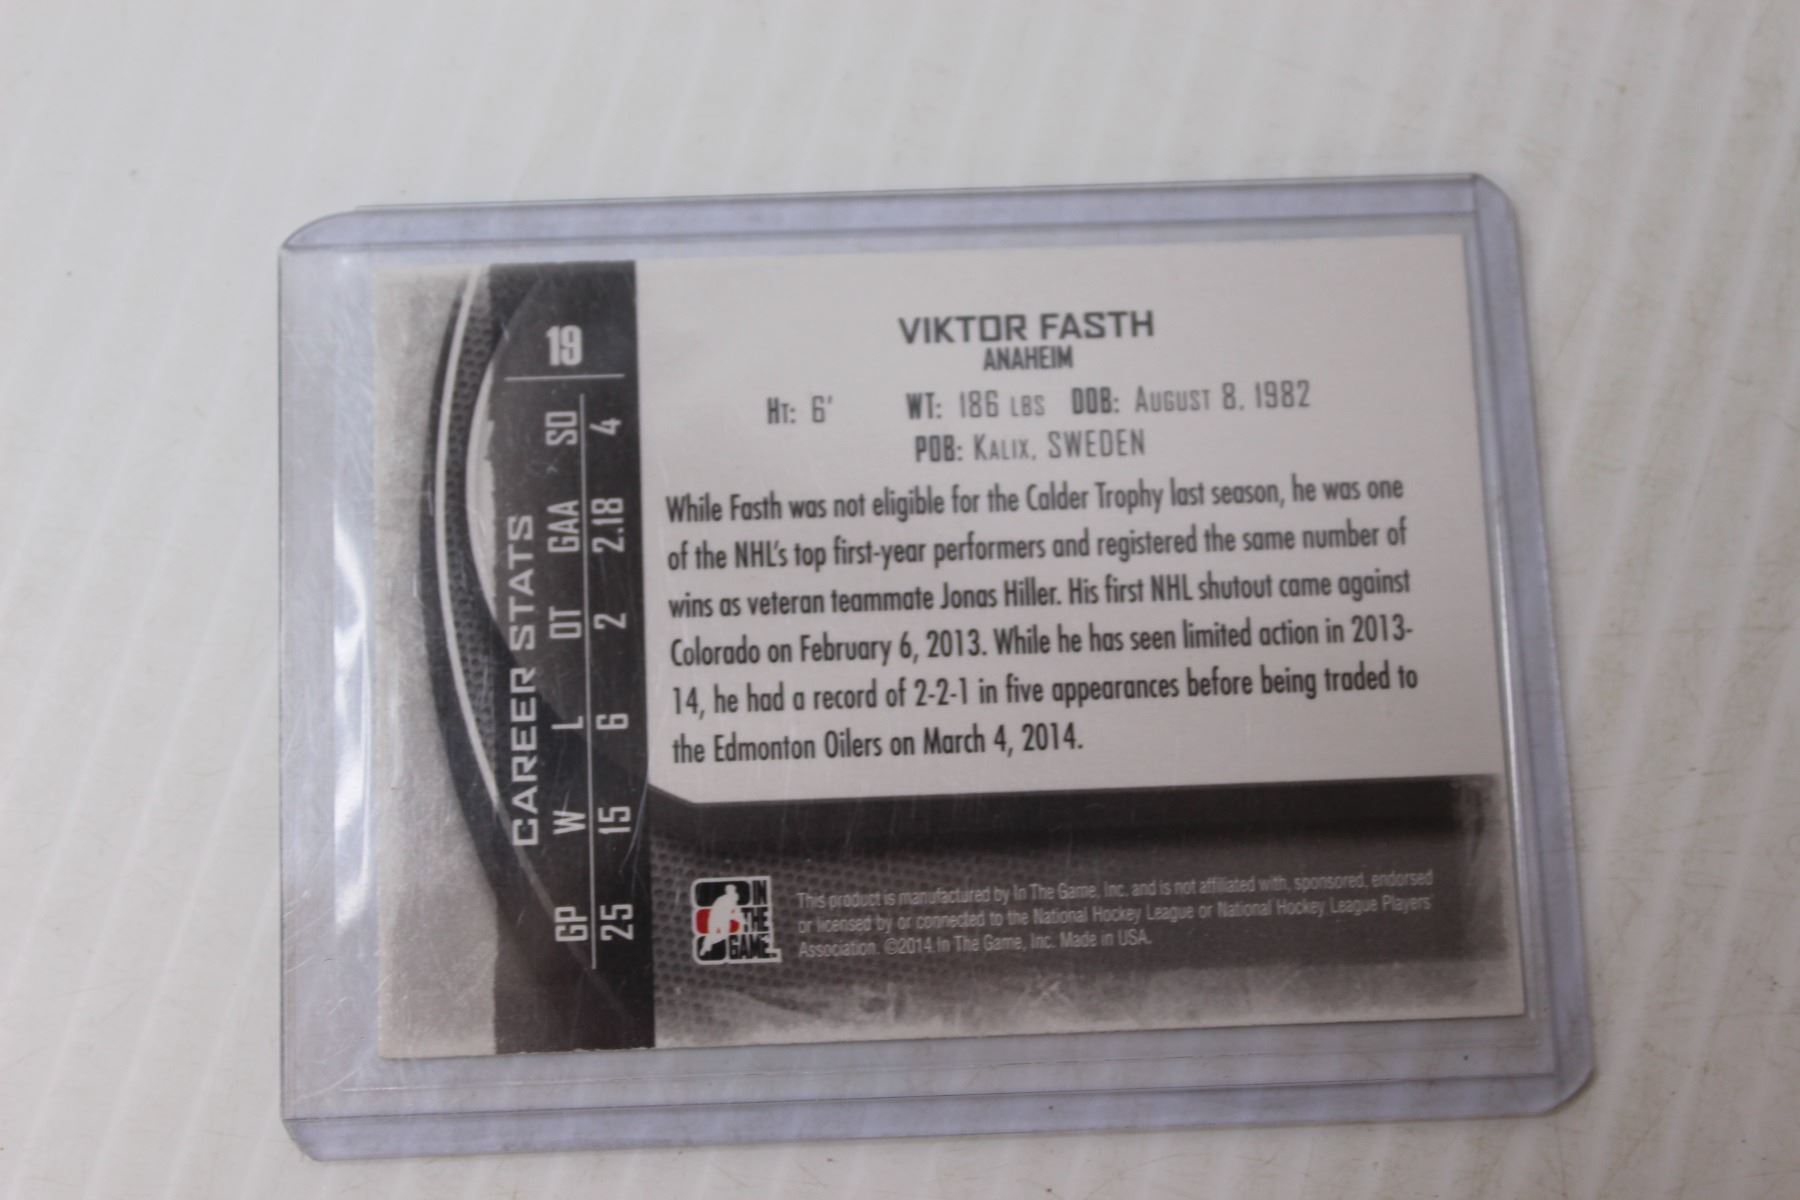 VIKTOR FASTH
ANAHEIM
HT: 6' WT: 186 LBS DOB: AUGUST 8, 1982
POB: KALIX, SWEDEN
While Fasth was not eligible for the Calder Trophy last season, he was one
of the NHL's top first-year performers and registered the same number of
wins as veteran teammate Jonas Hiller. His first NHL shutout came against
Colorado on February 6, 2013. While he has seen limited action in 2013-
14, he had a record of 2-2-1 in five appearances before being traded to
the Edmonton Oilers on March 4, 2014.
19
CAREER STATS
GP W L OT GAA SO
25 15 6 2 2.18 4
IN
THE
GAME
This product is manufactured by In The Game, Inc. and is not affiliated with, sponsored, endorsed
or licensed by or connected to the National Hockey League or National Hockey League Players
Association. ©2014 In The Game, Inc. Made in USA.